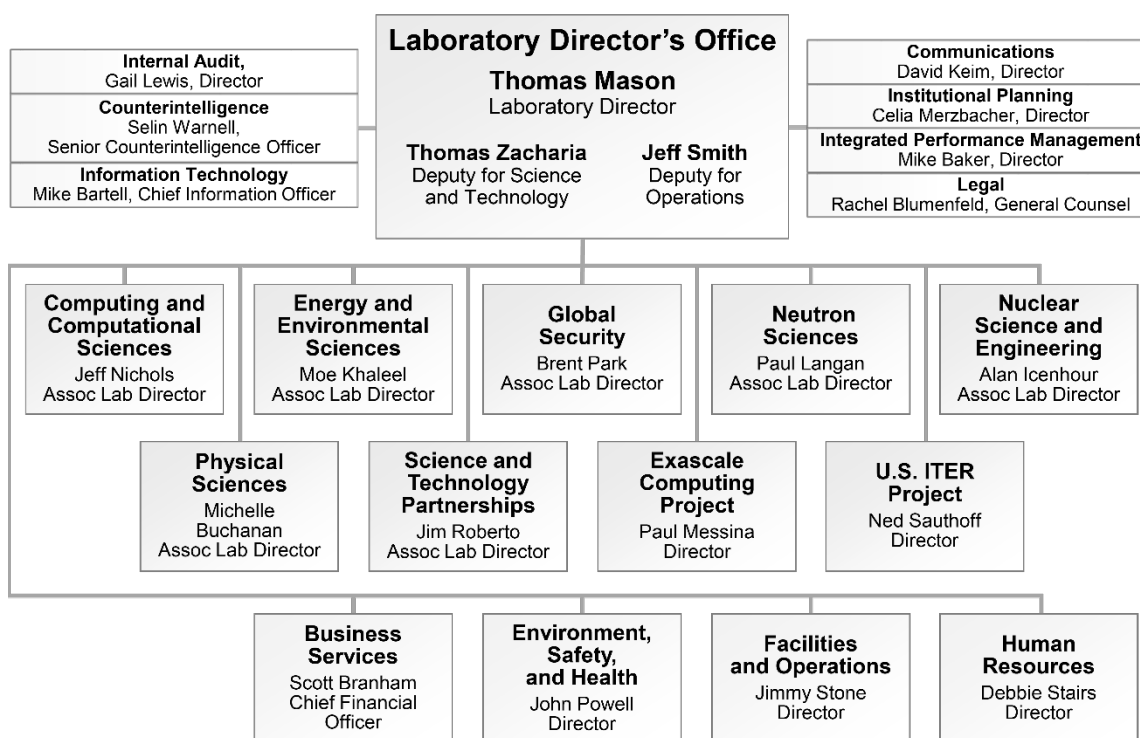 Laboratory Director’s Office
Thomas Mason
Laboratory Director
Thomas Zacharia
Deputy for Science
and Technology
Jeff Smith
Deputy for
Operations
Internal Audit,
Gail Lewis, Director
Counterintelligence
Selin Warnell,
Senior Counterintelligence Officer
Information Technology
Mike Bartell, Chief Information Officer
Communications
David Keim, Director
Institutional Planning
Celia Merzbacher, Director
Integrated Performance Management
Mike Baker, Director
Legal
Rachel Blumenfeld, General Counsel
Computing and
Computational
Sciences
Jeff Nichols
Assoc Lab Director
Energy and
Environmental
Sciences
Moe Khaleel
Assoc Lab Director
Global
Security
Brent Park
Assoc Lab Director
Neutron
Sciences
Paul Langan
Assoc Lab Director
Nuclear
Science and
Engineering
Alan Icenhour
Assoc Lab Director
Physical
Sciences
Michelle
Buchanan
Assoc Lab Director
Science and
Technology
Partnerships
Jim Roberto
Assoc Lab Director
Exascale
Computing
Project
Paul Messina
Director
U.S. ITER
Project
Ned Sauthoff
Director
Business
Services
Scott Branham
Chief Financial
Officer
Environment,
Safety,
and Health
John Powell
Director
Facilities
and Operations
Jimmy Stone
Director
Human
Resources
Debbie Stairs
Director